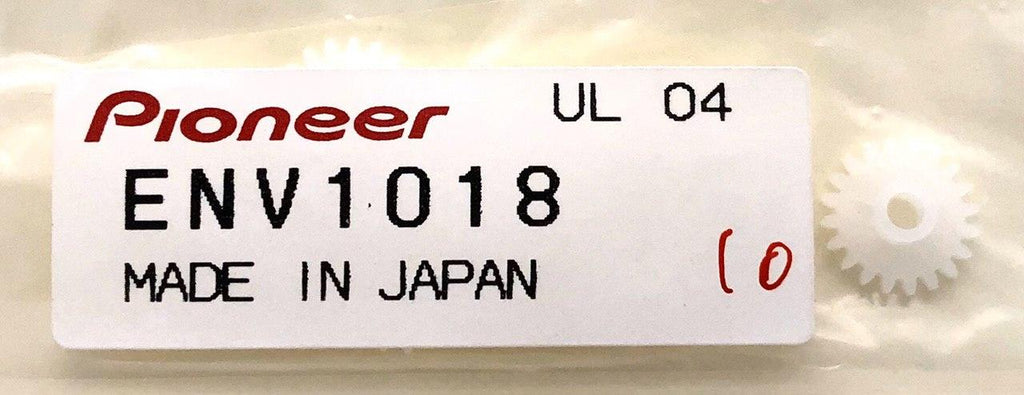 Pioneer UL 04
ENV1018
MADE IN JAPAN
10